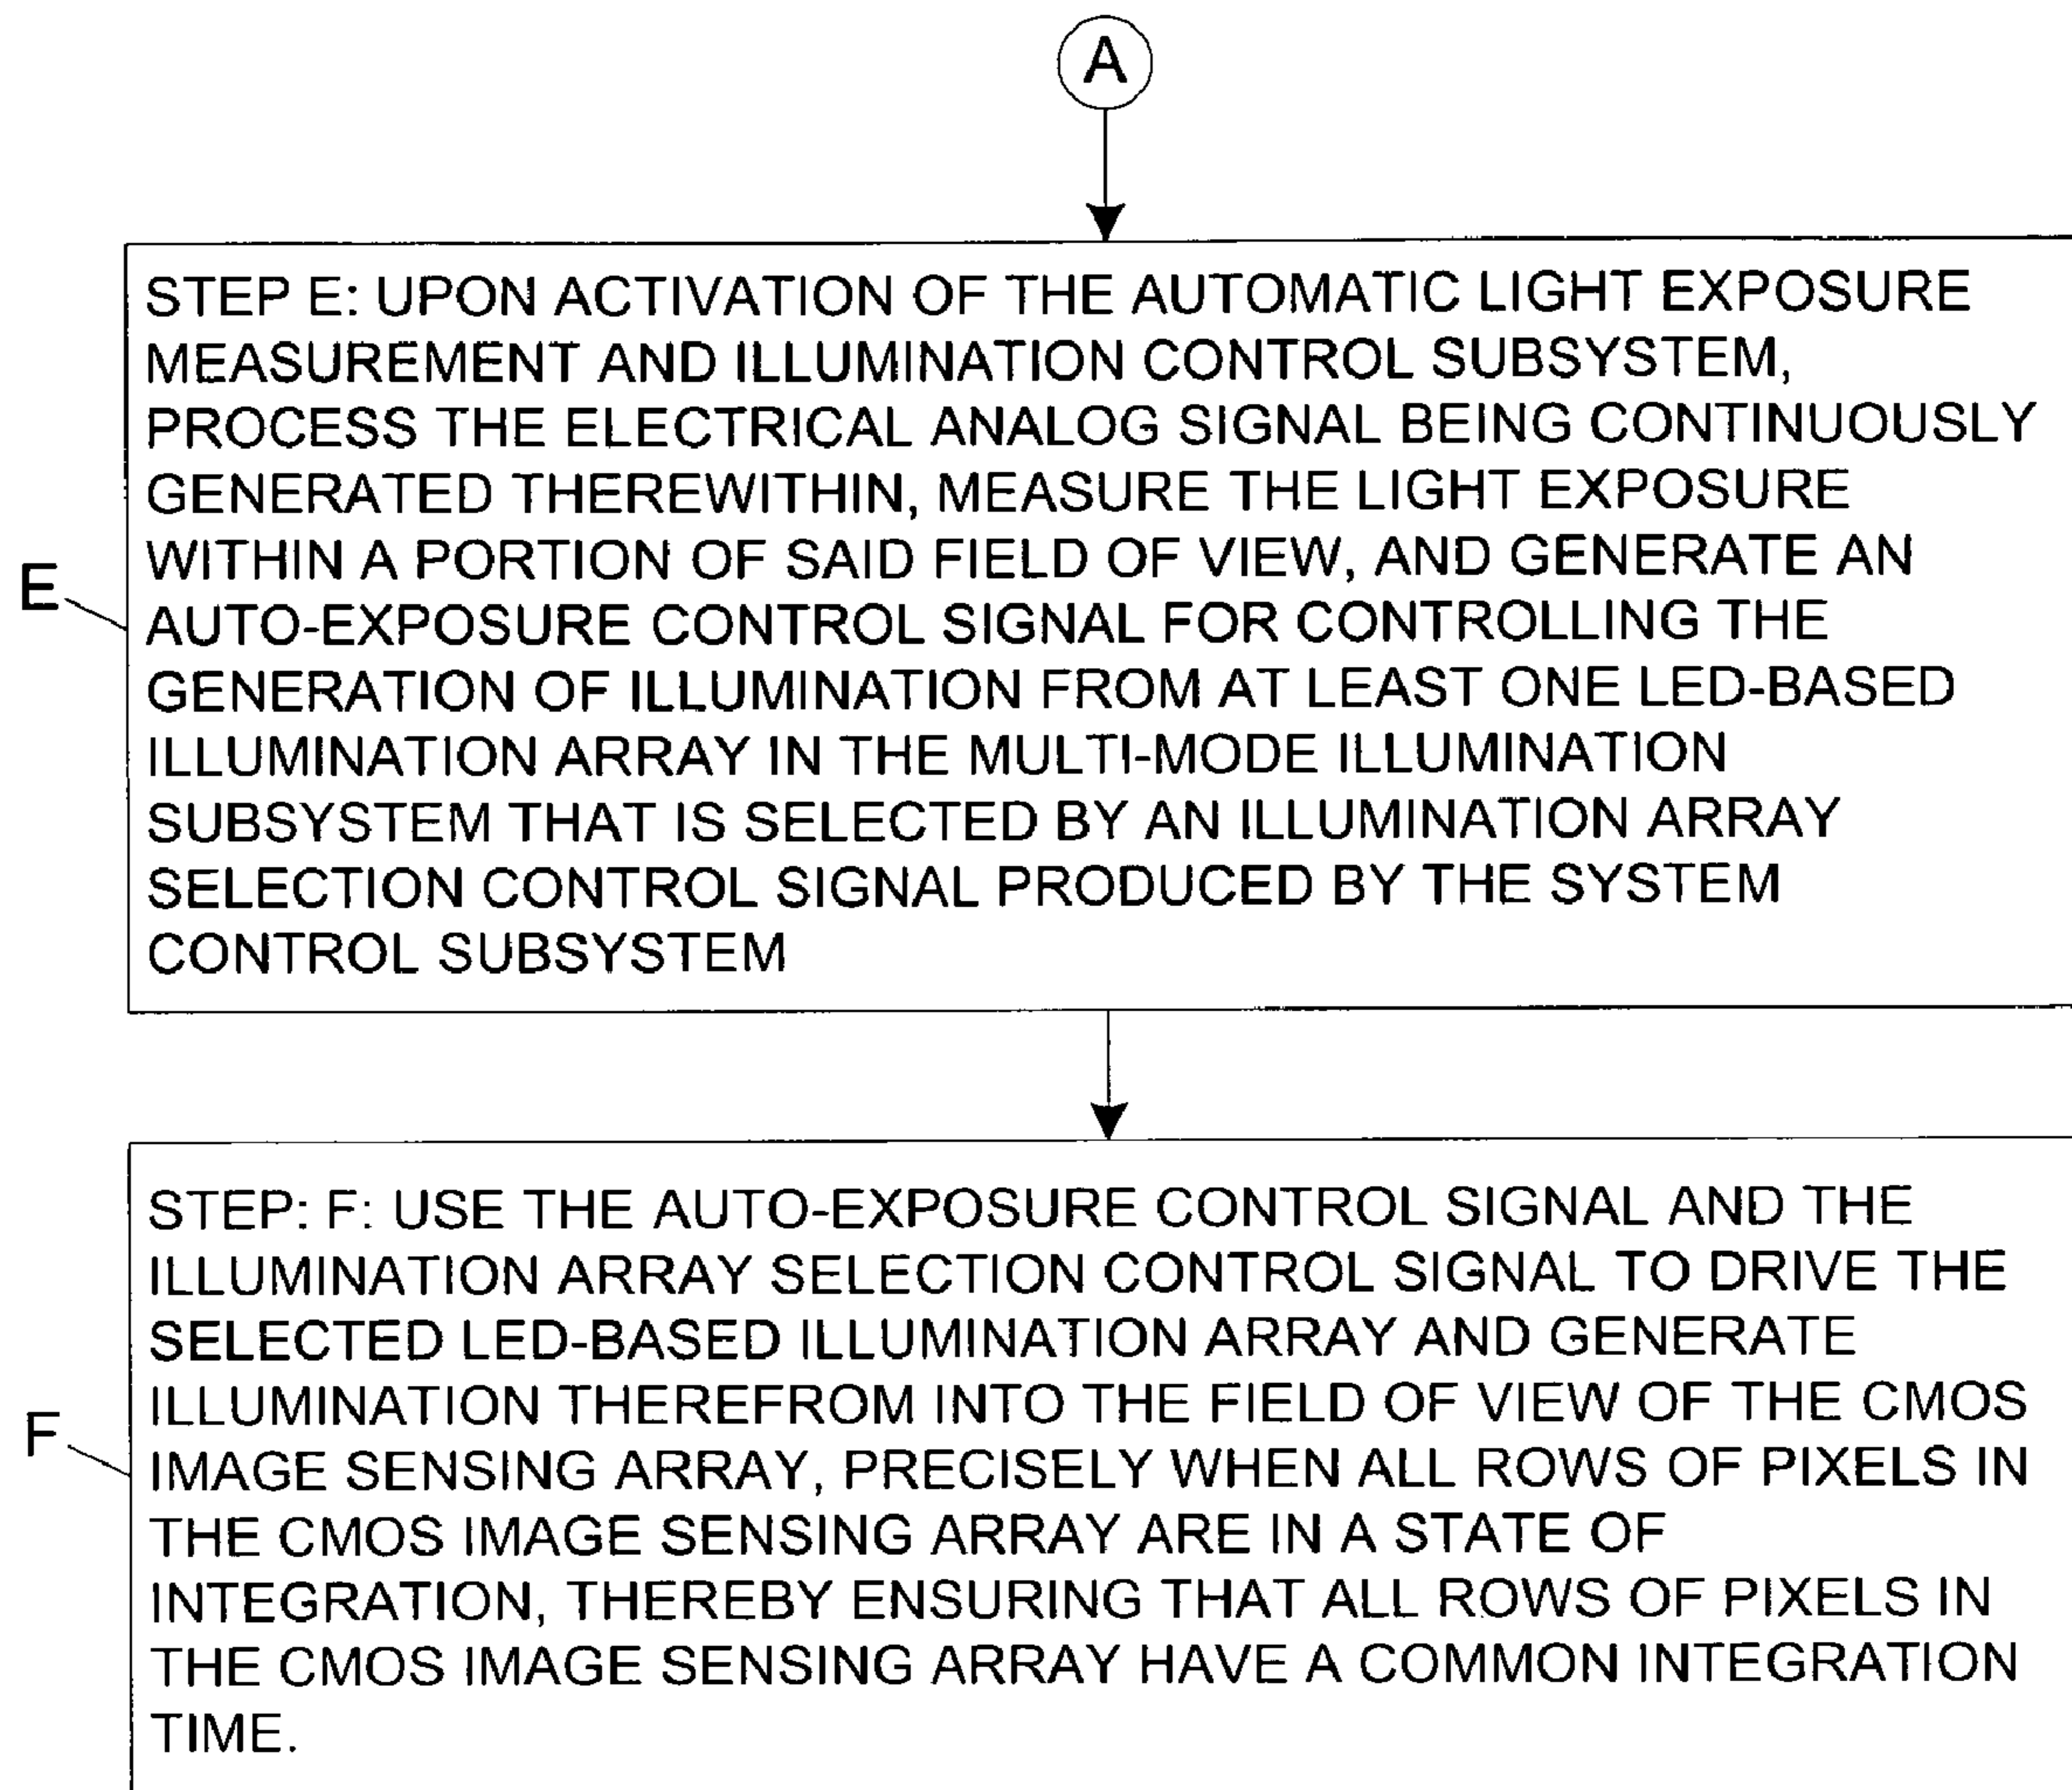 A
STEP E: UPON ACTIVATION OF THE AUTOMATIC LIGHT EXPOSURE
MEASUREMENT AND ILLUMINATION CONTROL SUBSYSTEM,
PROCESS THE ELECTRICAL ANALOG SIGNAL BEING CONTINUOUSLY
GENERATED THEREWITHIN, MEASURE THE LIGHT EXPOSURE
WITHIN A PORTION OF SAID FIELD OF VIEW, AND GENERATE AN
E
AUTO-EXPOSURE CONTROL SIGNAL FOR CONTROLLING THE
GENERATION OF ILLUMINATION FROM AT LEAST ONE LED-BASED
ILLUMINATION ARRAY IN THE MULTI-MODE ILLUMINATION
SUBSYSTEM THAT IS SELECTED BY AN ILLUMINATION ARRAY
SELECTION CONTROL SIGNAL PRODUCED BY THE SYSTEM
CONTROL SUBSYSTEM
STEP: F: USE THE AUTO-EXPOSURE CONTROL SIGNAL AND THE
ILLUMINATION ARRAY SELECTION CONTROL SIGNAL TO DRIVE THE
SELECTED LED-BASED ILLUMINATION ARRAY AND GENERATE
ILLUMINATION THEREFROM INTO THE FIELD OF VIEW OF THE CMOS
F
IMAGE SENSING ARRAY, PRECISELY WHEN ALL ROWS OF PIXELS IN
THE CMOS IMAGE SENSING ARRAY ARE IN A STATE OF
INTEGRATION, THEREBY ENSURING THAT ALL ROWS OF PIXELS IN
THE CMOS IMAGE SENSING ARRAY HAVE A COMMON INTEGRATION
TIME.